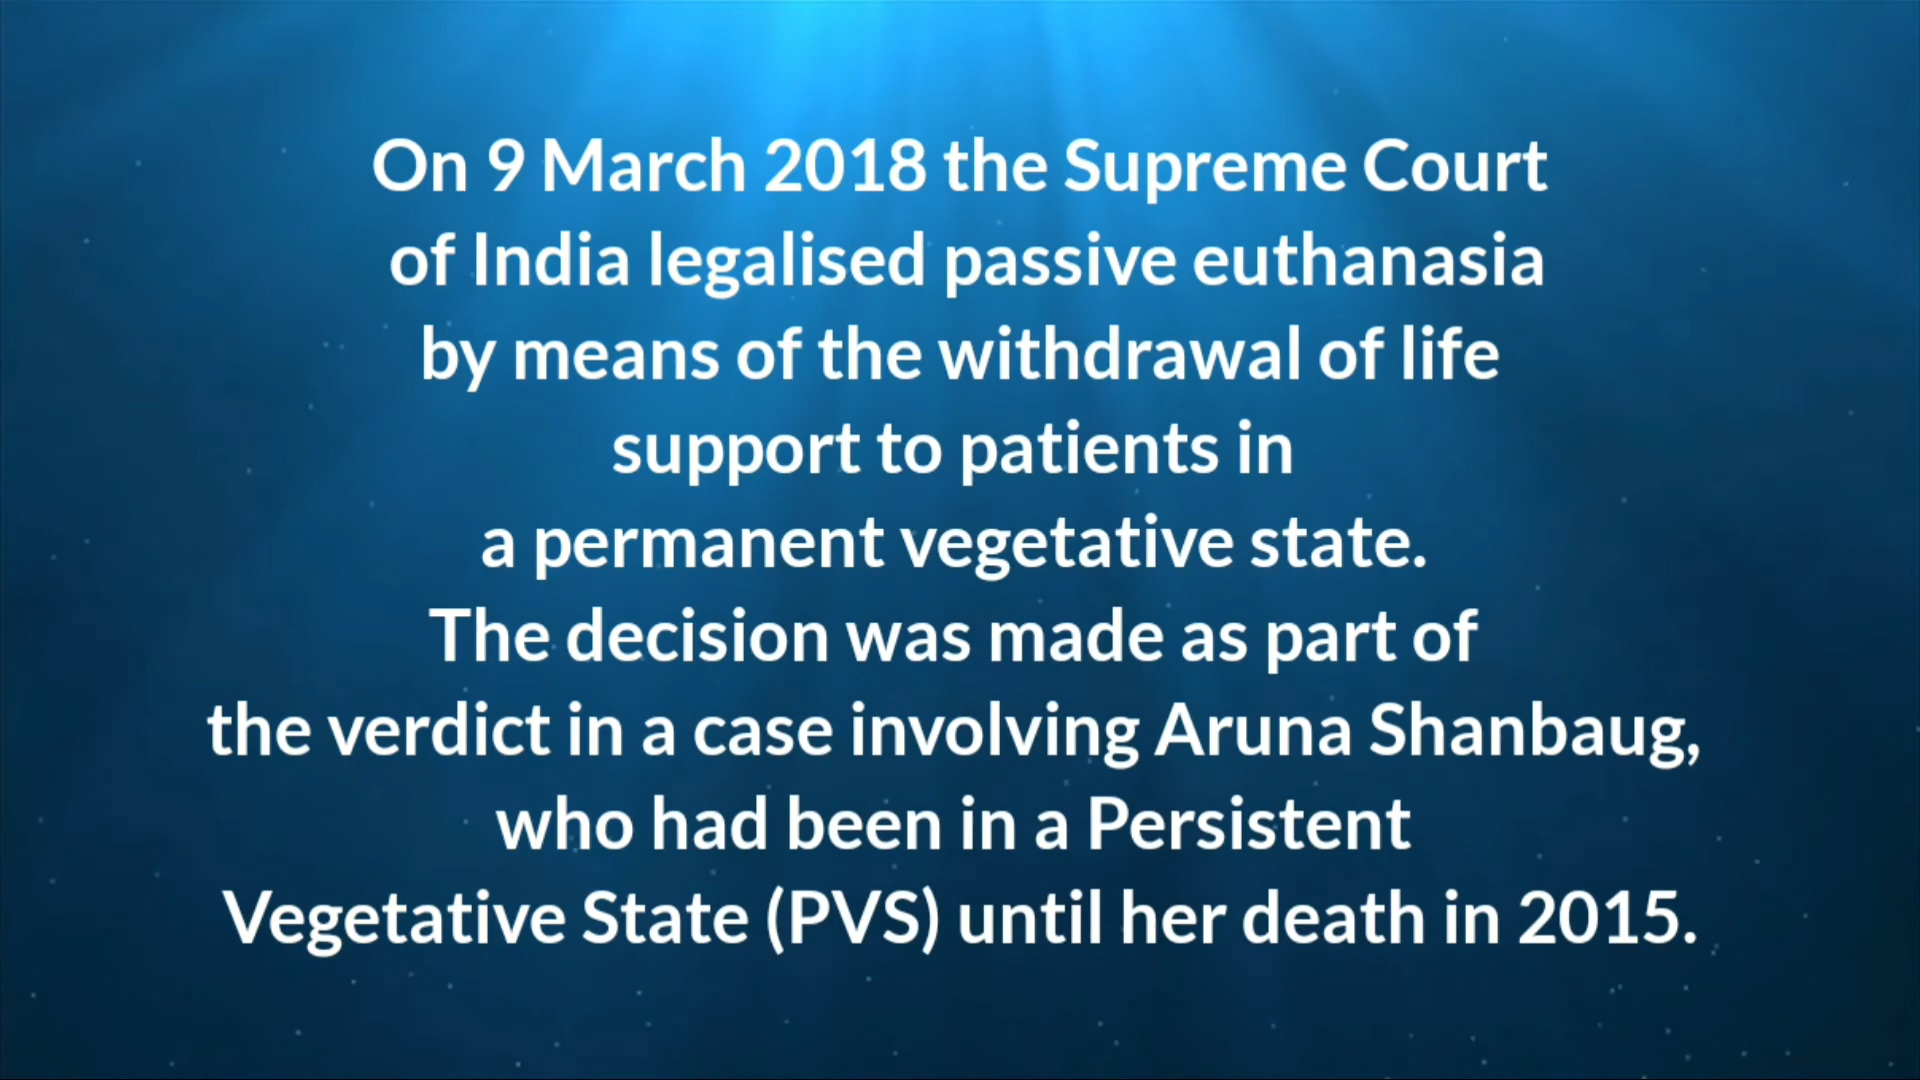 On 9 March 2018 the Supreme Court
of India legalised passive euthanasia
by means of the withdrawal of life
support to patients in
a permanent vegetative state.
The decision was made as part of
the verdict in a case involving Aruna Shanbaug,
who had been in a Persistent
Vegetative State (PVS) until her death in 2015.